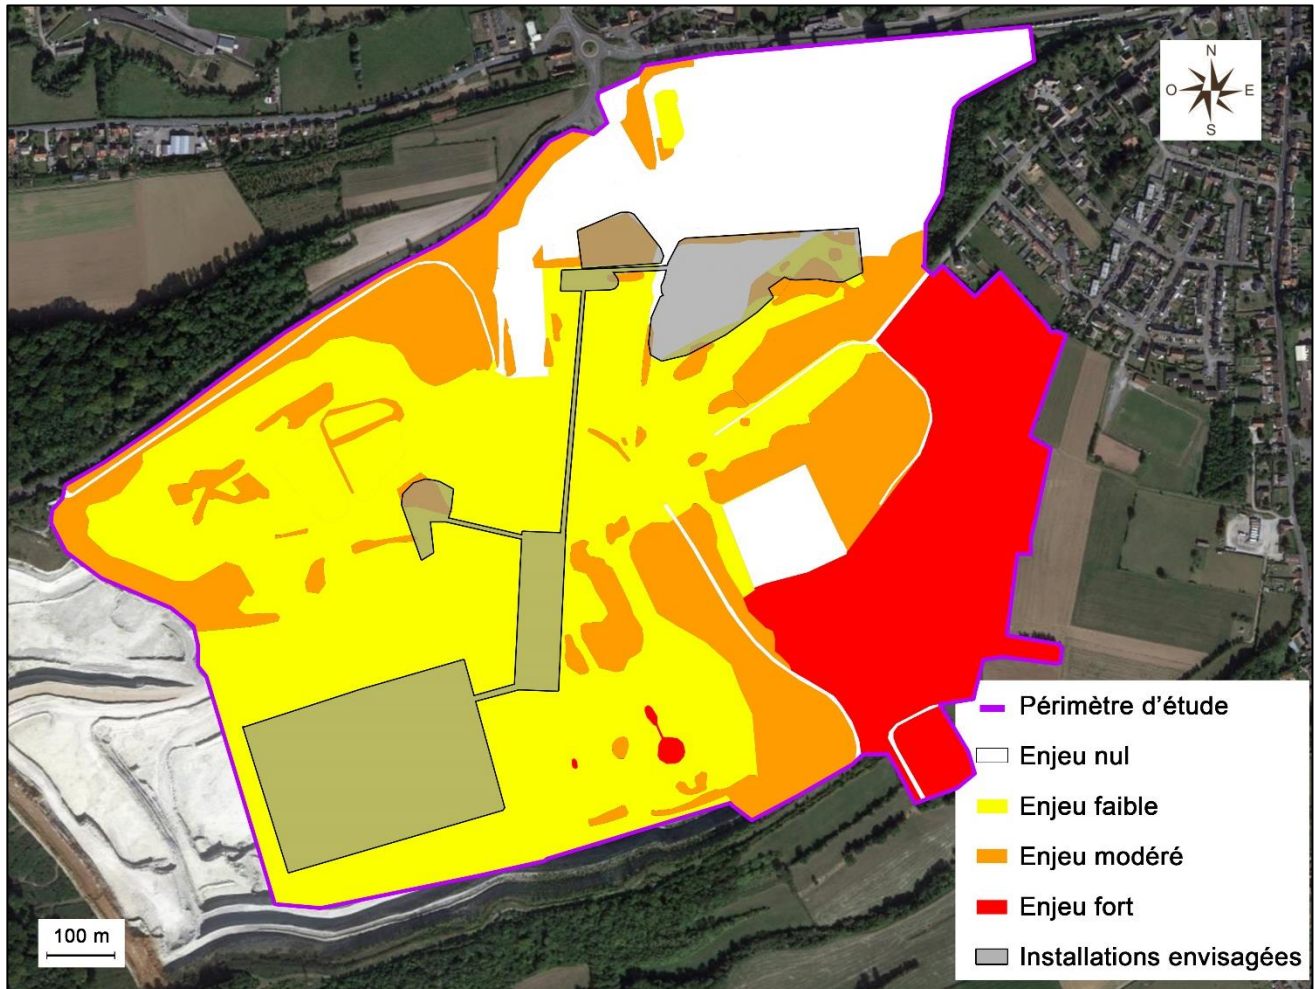 N
O E
S
Périmètre d'étude
Enjeu nul
Enjeu faible
Enjeu modéré
Enjeu fort
Installations envisagées
100 m